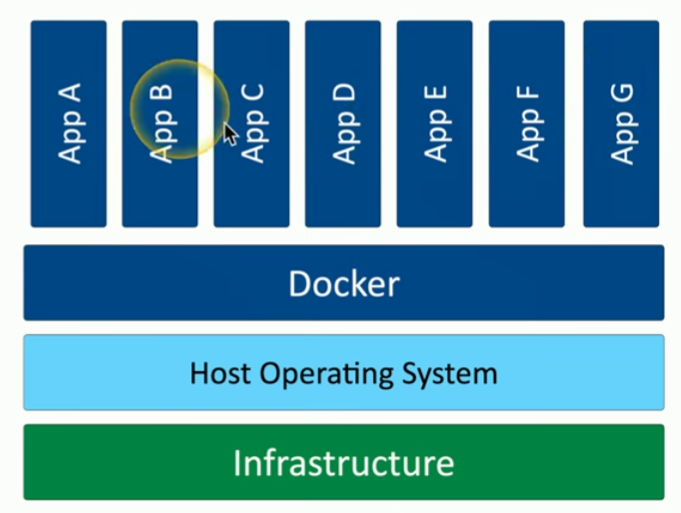 App A
App B
App C
App D
App E
App F
App G
Docker
Host Operating System
Infrastructure